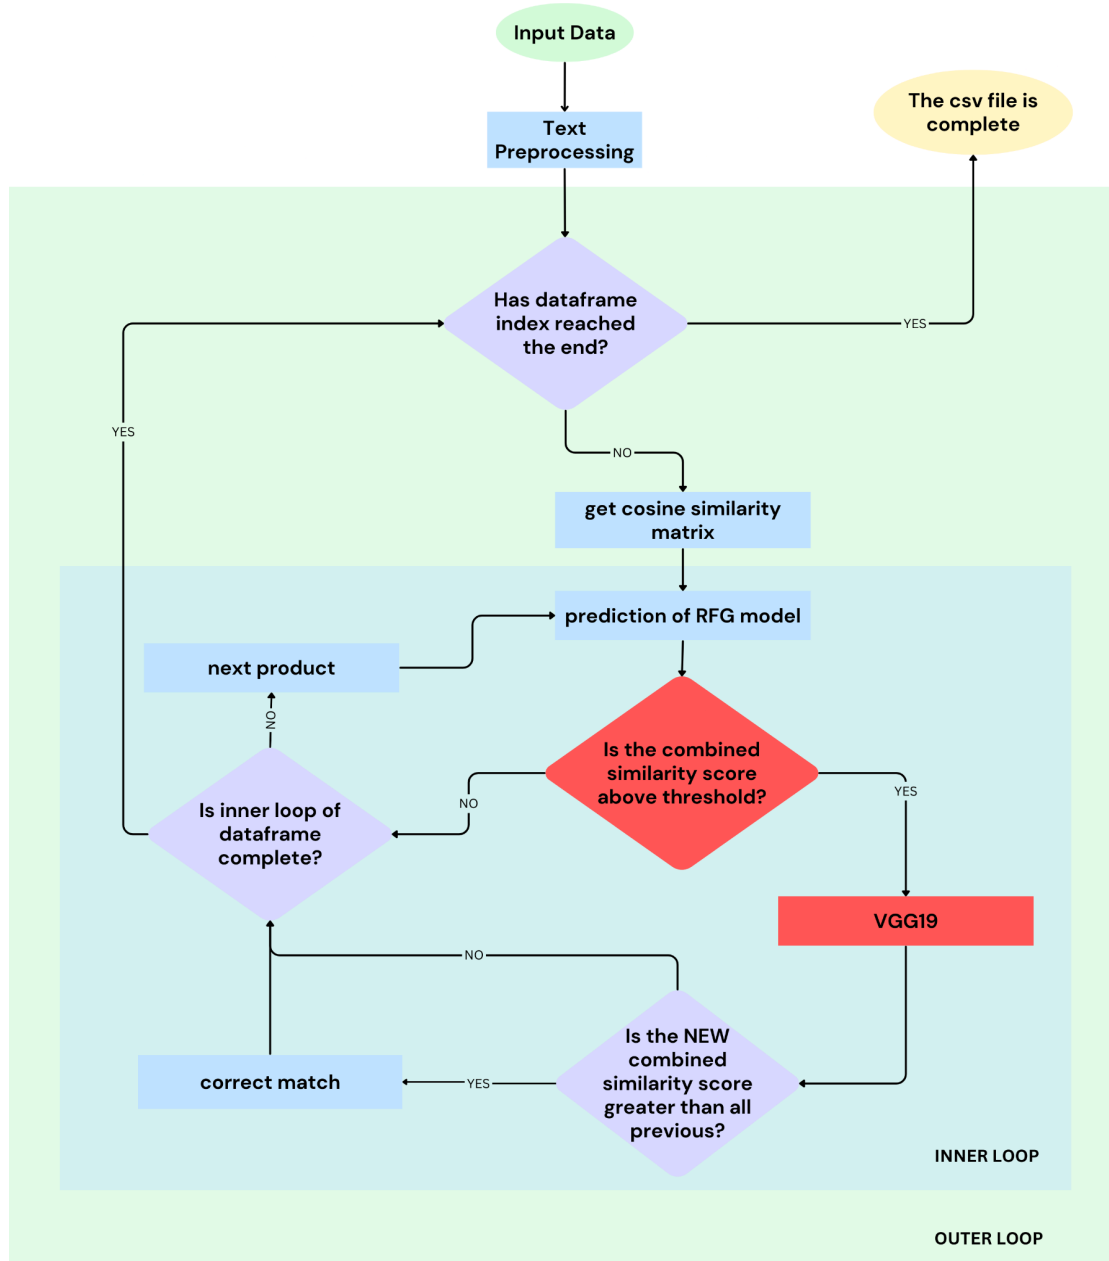 Input Data
The csv file is
complete
Text
Preprocessing
Has dataframe
index reached
the end?
YES
YES
NO
get cosine similarity
matrix
prediction of RFG model
next product
NO
Is the combined
similarity score
above threshold?
YES
NO
Is inner loop of
dataframe
complete?
VGG19
NO
Is the NEW
combined
similarity score
greater than all
previous?
YES
correct match
INNER LOOP
OUTER LOOP